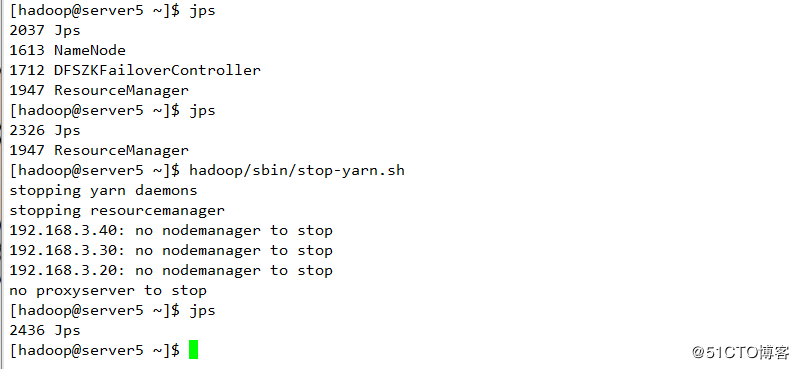 [hadoop@server5 ~]$ jps
2037 Jps
1613 NameNode
1712 DFSZKFailoverController
1947 ResourceManager
[hadoop@server5 ~]$ jps
2326 Jps
1947 ResourceManager
[hadoop@server5 ~]$ hadoop/sbin/stop-yarn.sh
stopping yarn daemons
stopping resourcemanager
192.168.3.40: no nodemanager to stop
192.168.3.30: no nodemanager to stop
192.168.3.20: no nodemanager to stop
no proxyserver to stop
[hadoop@server5 ~]$ jps
2436 Jps
[hadoop@server5 ~]$
@51CTO博客